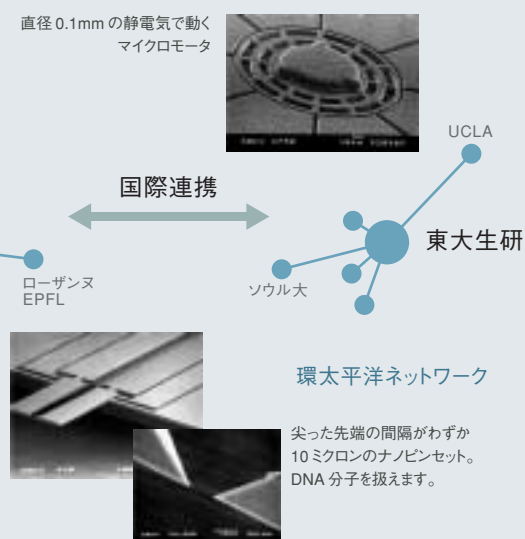 直径 0.1mm の静電気で動く
マイクロモータ
UCLA
国際連携
東大生研
ローザンヌ
EPFL
ソウル大
環太平洋ネットワーク
尖った先端の間隔がわずか
10 ミクロンのナノピンセット。
DNA 分子を扱えます。